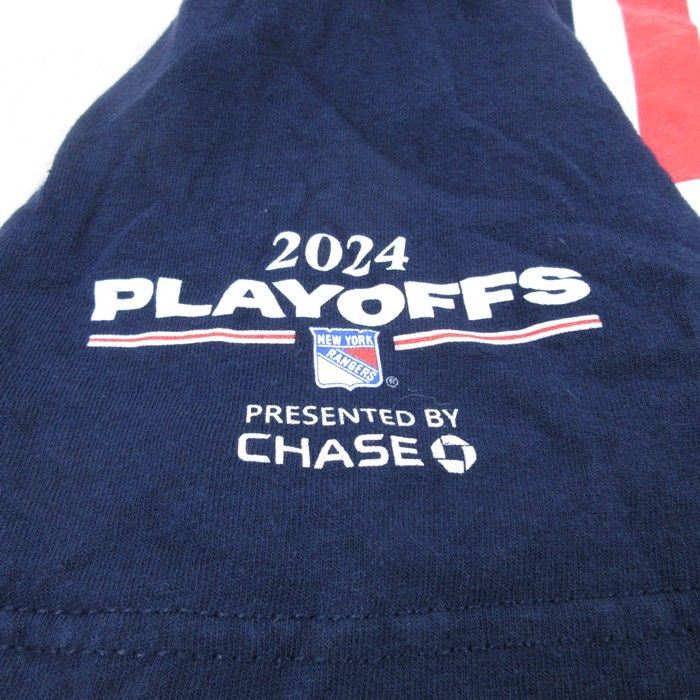 2024
PLAYOFFS
NEW YORK
RANGERS
®
PRESENTED BY
CHASE